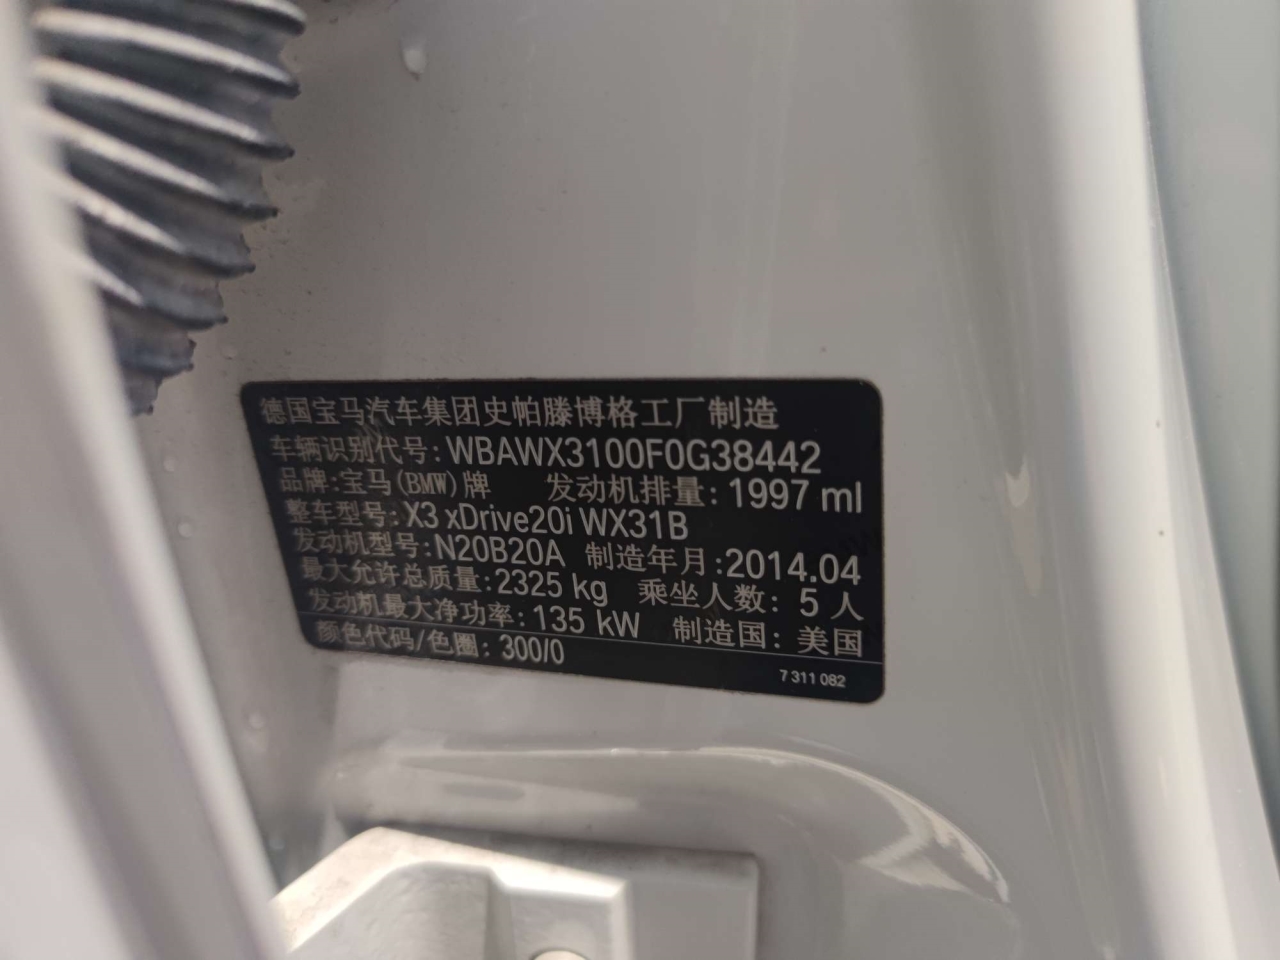 德国宝马汽车集团史帕滕博格工厂制造
车辆识别代号: WBAWX3100F0G38442
品牌: 宝马(BMW)牌 发动机排量: 1997 ml
整车型号: X3 xDrive20i WX31B
发动机型号: N20B20A 制造年月: 2014.04
最大允许总质量: 2325 kg 乘坐人数: 5 人
发动机最大净功率: 135 kW 制造国: 美国
颜色代码/色圈: 300/0
7 311 082